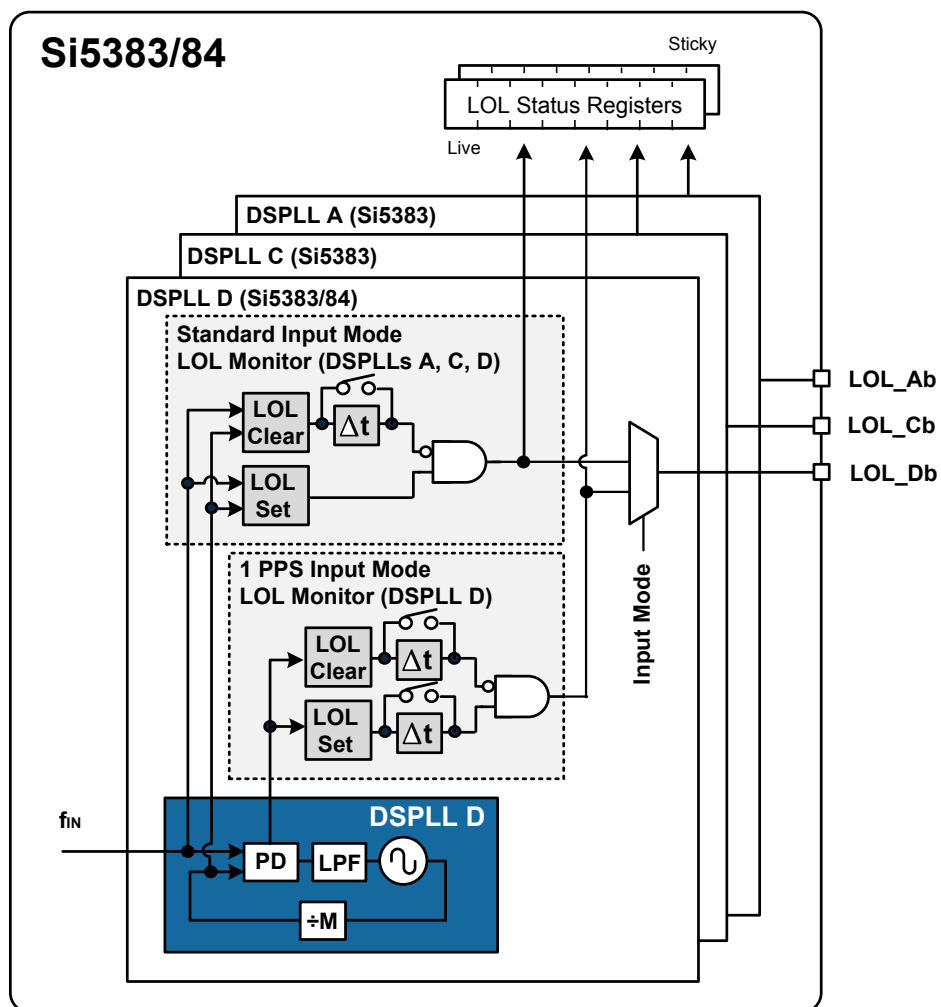 Si5383/84
Sticky
LOL Status Registers
Live
DSPLL A (Si5383)
DSPLL C (Si5383)
DSPLL D (Si5383/84)
Standard Input Mode
LOL Monitor (DSPLLs A, C, D)
LOL
Clear
Δt
LOL
Set
LOL_Ab
LOL_Cb
LOL_Db
Input Mode
1 PPS Input Mode
LOL Monitor (DSPLL D)
LOL
Clear
Δt
LOL
Set
Δt
fIN
DSPLL D
PD
LPF
÷M